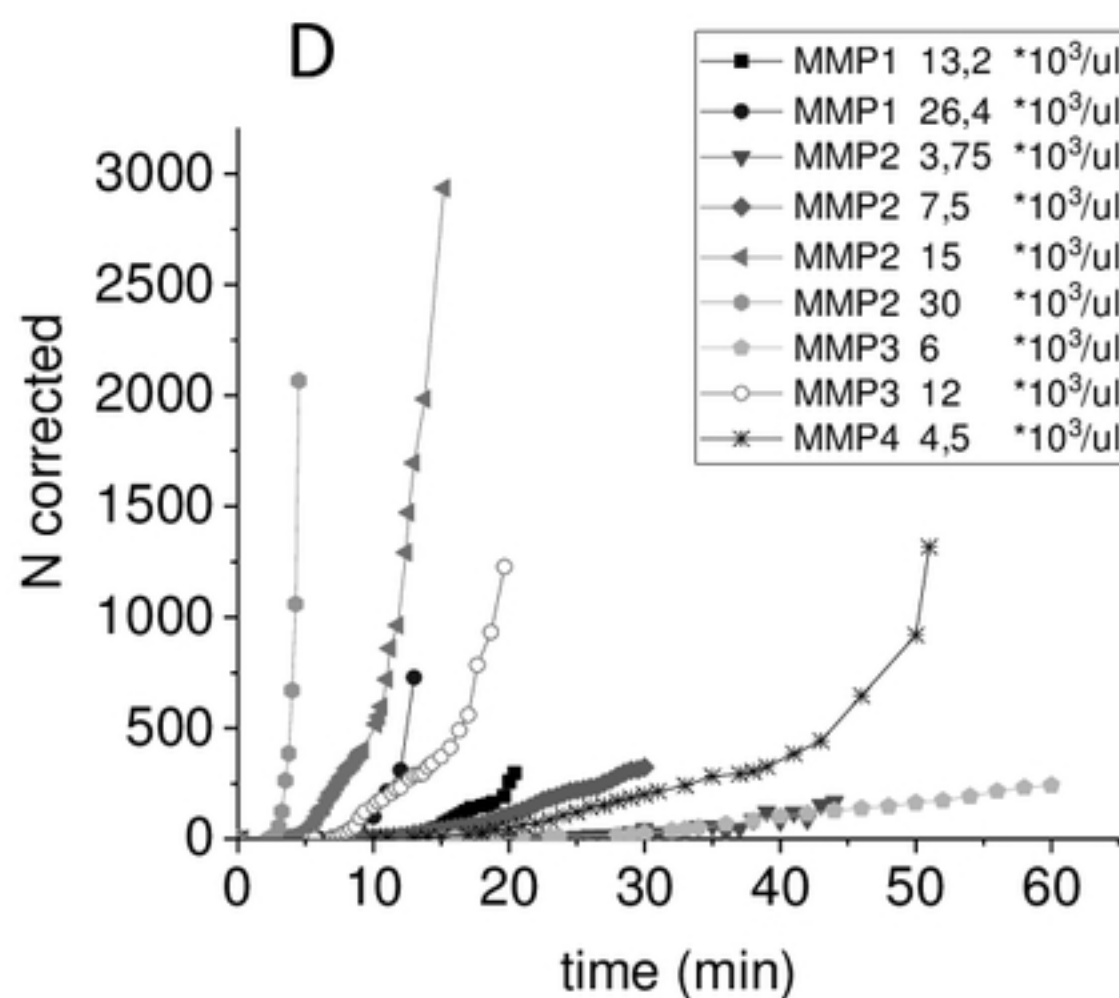 D
MMP1 13,2 *10³/ul
MMP1 26,4 *10³/ul
MMP2 3,75 *10³/ul
MMP2 7,5 *10³/ul
MMP2 15 *10³/ul
MMP2 30 *10³/ul
MMP3 6 *10³/ul
MMP3 12 *10³/ul
MMP4 4,5 *10³/ul
3000
2500
2000
1500
1000
500
0
N corrected
0 10 20 30 40 50 60
time (min)